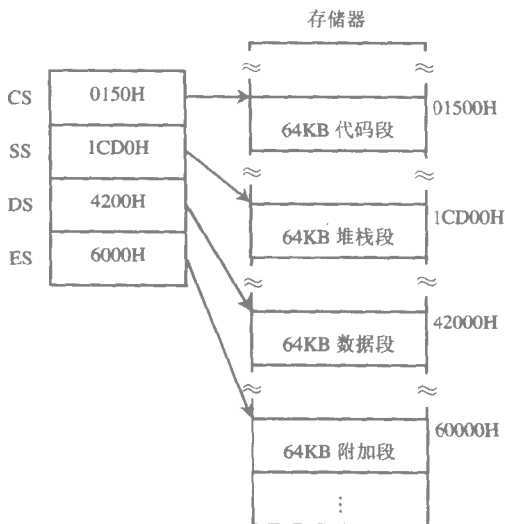 存储器
CS 0150H 01500H
64KB 代码段
SS 1CD0H
DS 4200H 1CD00H
64KB 堆栈段
ES 6000H
42000H
64KB 数据段
60000H
64KB 附加段
⋮